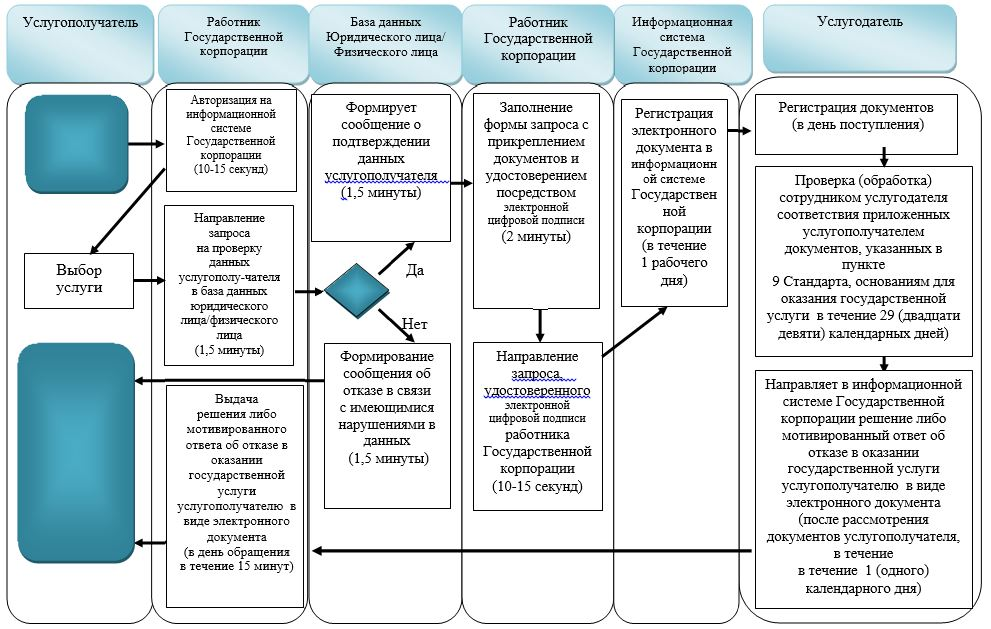 Услугополучатель
Работник
Государственной
корпорации
База данных
Юридического лица/
Физического лица
Работник
Государственной
корпорации
Информационная
система
Государственной
корпорации
Услугодатель
Авторизация на
информационной
системе
Государственной
корпорации
(10-15 секунд)
Выбор
услуги
Направление
запроса
на проверку
данных
услугополу-чателя
в база данных
юридического
лица/физического
лица
(1,5 минуты)
Формирует
сообщение о
подтверждении
данных
услугополучателя
(1,5 минуты)
Да
Нет
Формирование
сообщения об
отказе в связи
с имеющимися
нарушениями в
данных
(1,5 минуты)
Заполнение
формы запроса с
прикреплением
документов и
удостоверением
посредством
электронной
цифровой подписи
(2 минуты)
Направление
запроса,
удостоверенного
электронной
цифровой подписи
работника
Государственной
корпорации
(10-15 секунд)
Регистрация
электронного
документа в
информационн
ой системе
Государствен
ной
корпорации
(в течение
1 рабочего
дня)
Регистрация документов
(в день поступления)
Проверка (обработка)
сотрудником услугодателя
соответствия приложенных
услугополучателем
документов, указанных в
пункте
9 Стандарта, основаниям для
оказания государственной
услуги в течение 29 (двадцати
девяти) календарных дней)
Направляет в информационной
системе Государственной
корпорации решение либо
мотивированный ответ об
отказе в оказании
государственной услуги
услугополучателю в виде
электронного документа
(после рассмотрения
документов услугополучателя,
в течение
в течение 1 (одного)
календарного дня)
Выдача
решения либо
мотивированного
ответа об отказе в
оказании
государственной
услуги
услугополучателю в
виде электронного
документа
(в день обращения
в течение 15 минут)